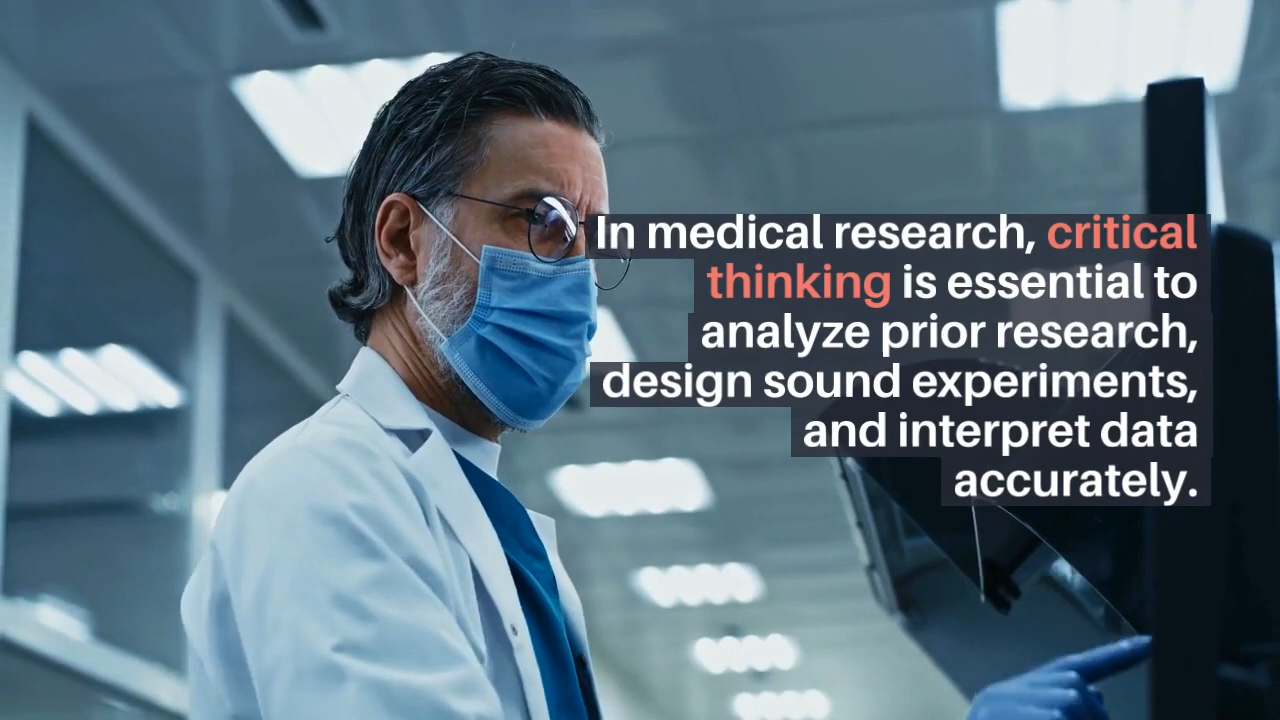 In medical research, critical
thinking is essential to
analyze prior research,
design sound experiments,
and interpret data
accurately.